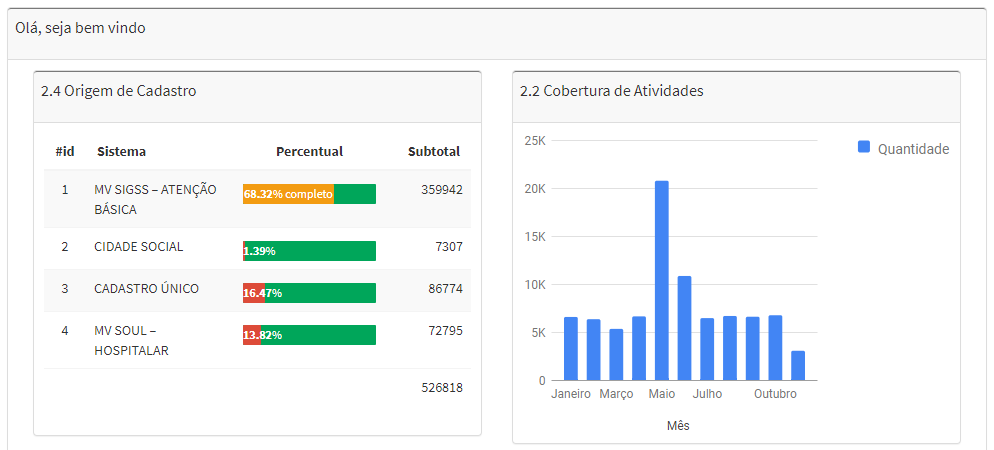 Olá, seja bem vindo
2.4 Origem de Cadastro
#id Sistema Percentual Subtotal
1 MV SIGSS – ATENÇÃO 68.32% completo 359942
BÁSICA
2 CIDADE SOCIAL 1.39% 7307
3 CADASTRO ÚNICO 16.47% 86774
4 MV SOUL – 13.82% 72795
HOSPITALAR
526818
2.2 Cobertura de Atividades
25K
Quantidade
20K
15K
10K
5K
0
Janeiro Março Maio Julho Outubro
Mês